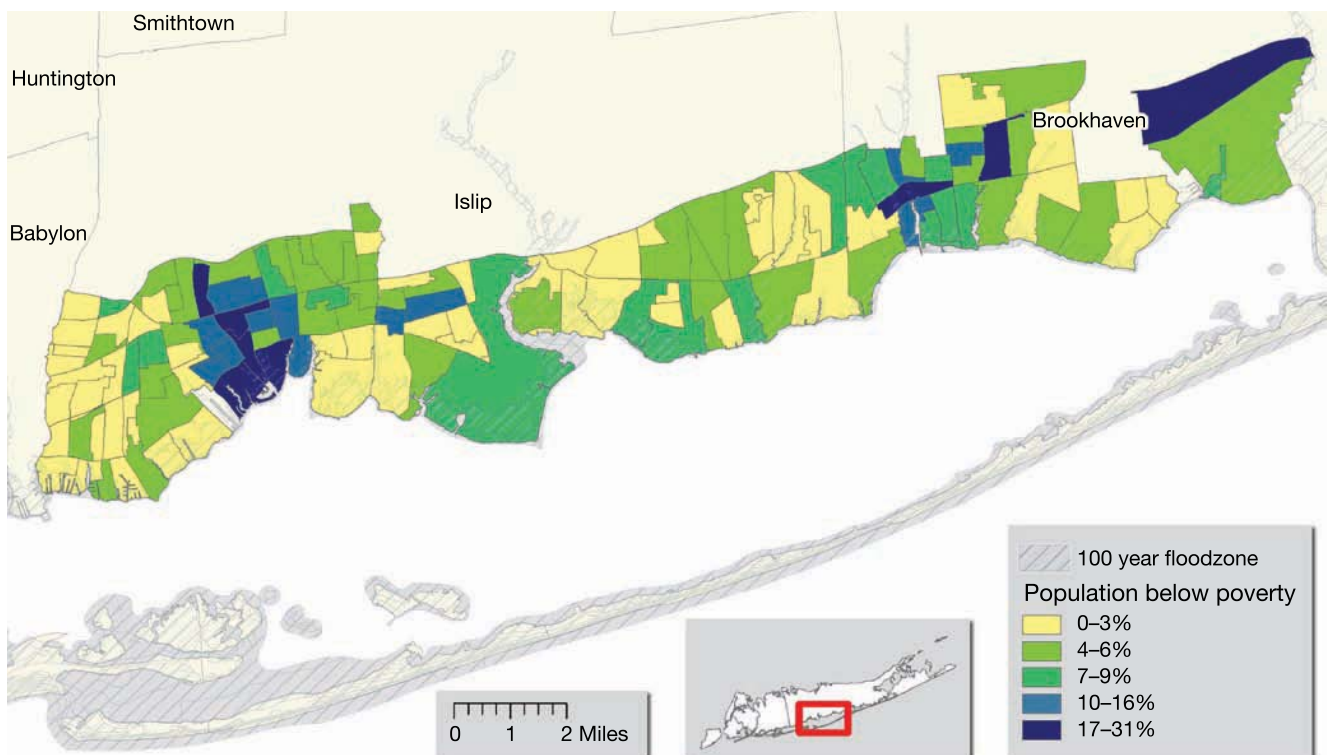 Smithtown
Huntington
Brookhaven
Islip
Babylon
100 year floodzone
Population below poverty
0–3%
4–6%
7–9%
10–16%
17–31%
0 1 2 Miles